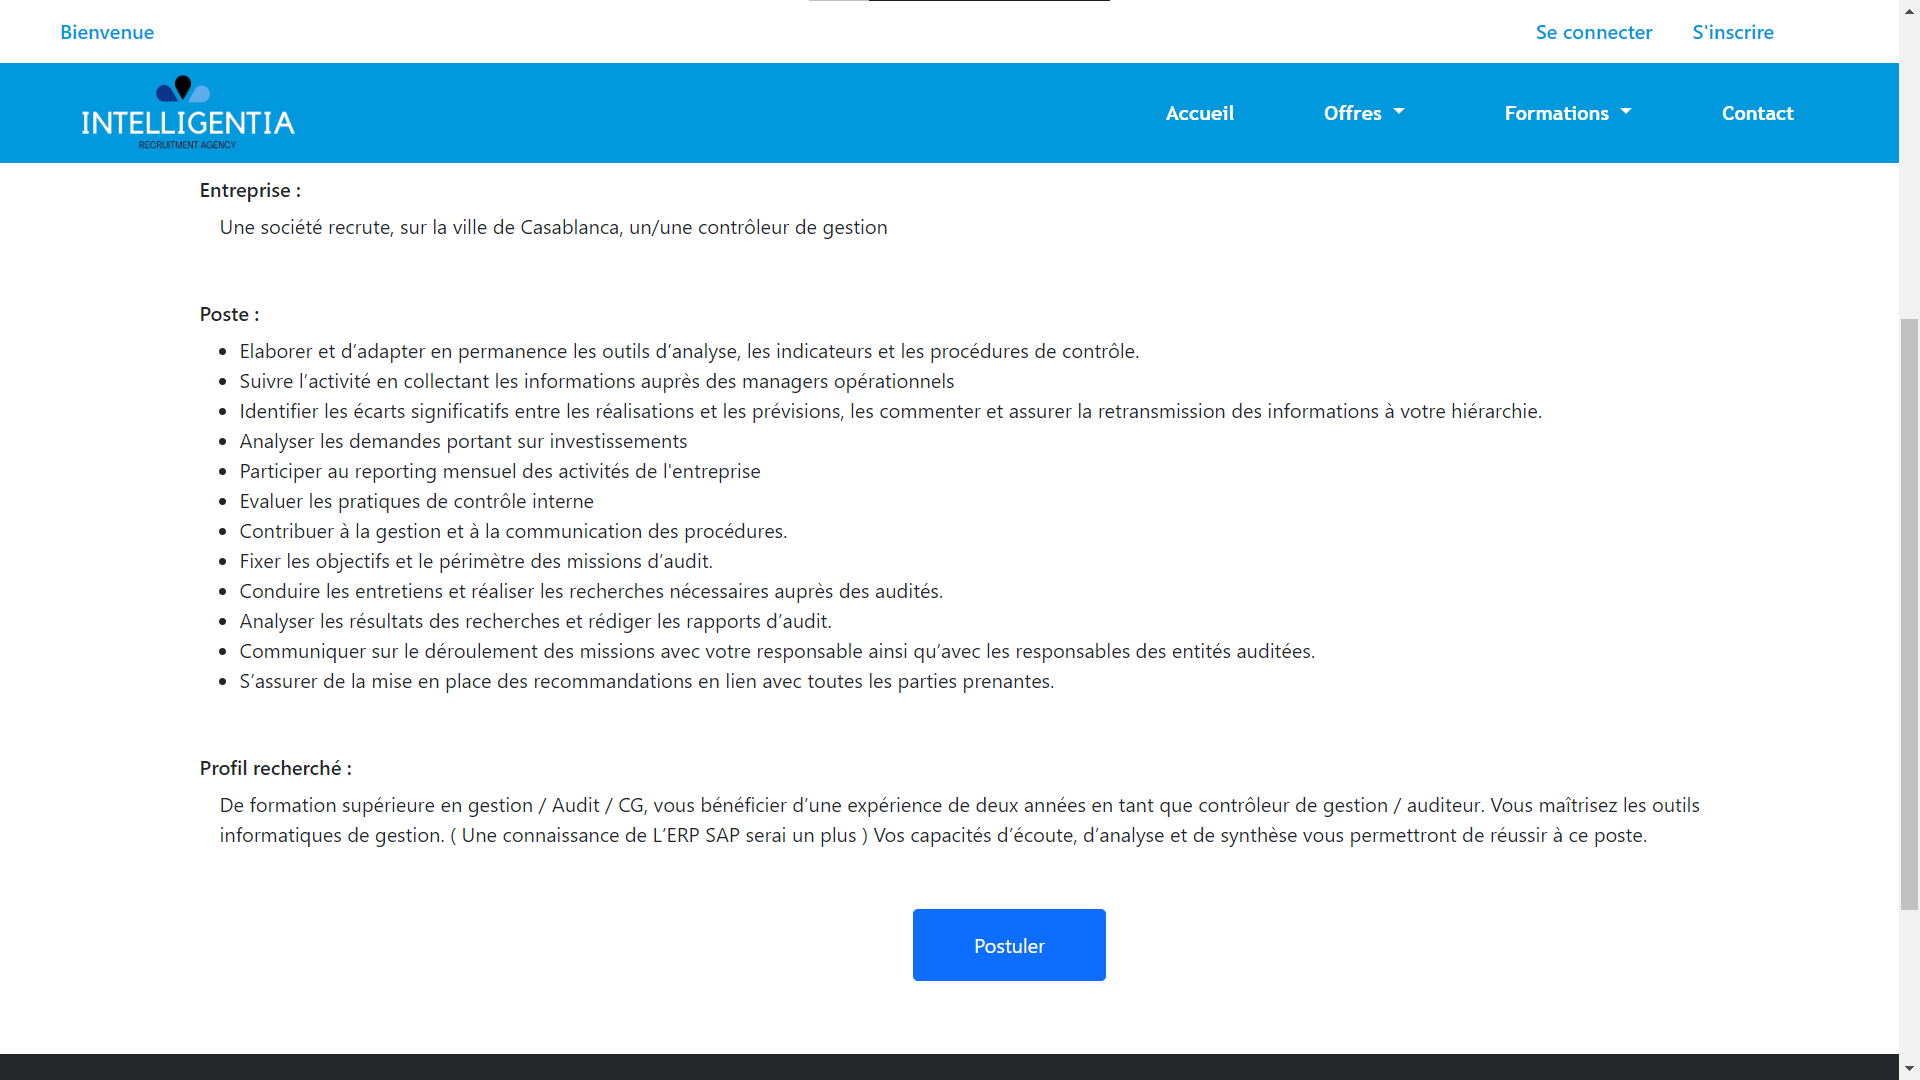 Bienvenue
Se connecter
S'inscrire
INTELLIGENTIA
RECRUITMENT AGENCY
Accueil
Offres
Formations
Contact
Entreprise :
Une société recrute, sur la ville de Casablanca, un/une contrôleur de gestion
Poste :
Elaborer et d’adapter en permanence les outils d’analyse, les indicateurs et les procédures de contrôle.
Suivre l’activité en collectant les informations auprès des managers opérationnels
Identifier les écarts significatifs entre les réalisations et les prévisions, les commenter et assurer la retransmission des informations à votre hiérarchie.
Analyser les demandes portant sur investissements
Participer au reporting mensuel des activités de l'entreprise
Evaluer les pratiques de contrôle interne
Contribuer à la gestion et à la communication des procédures.
Fixer les objectifs et le périmètre des missions d’audit.
Conduire les entretiens et réaliser les recherches nécessaires auprès des audités.
Analyser les résultats des recherches et rédiger les rapports d’audit.
Communiquer sur le déroulement des missions avec votre responsable ainsi qu’avec les responsables des entités auditées.
S’assurer de la mise en place des recommandations en lien avec toutes les parties prenantes.
Profil recherché :
De formation supérieure en gestion / Audit / CG, vous bénéficier d’une expérience de deux années en tant que contrôleur de gestion / auditeur. Vous maîtrisez les outils
informatiques de gestion. ( Une connaissance de L’ERP SAP serai un plus ) Vos capacités d’écoute, d’analyse et de synthèse vous permettront de réussir à ce poste.
Postuler